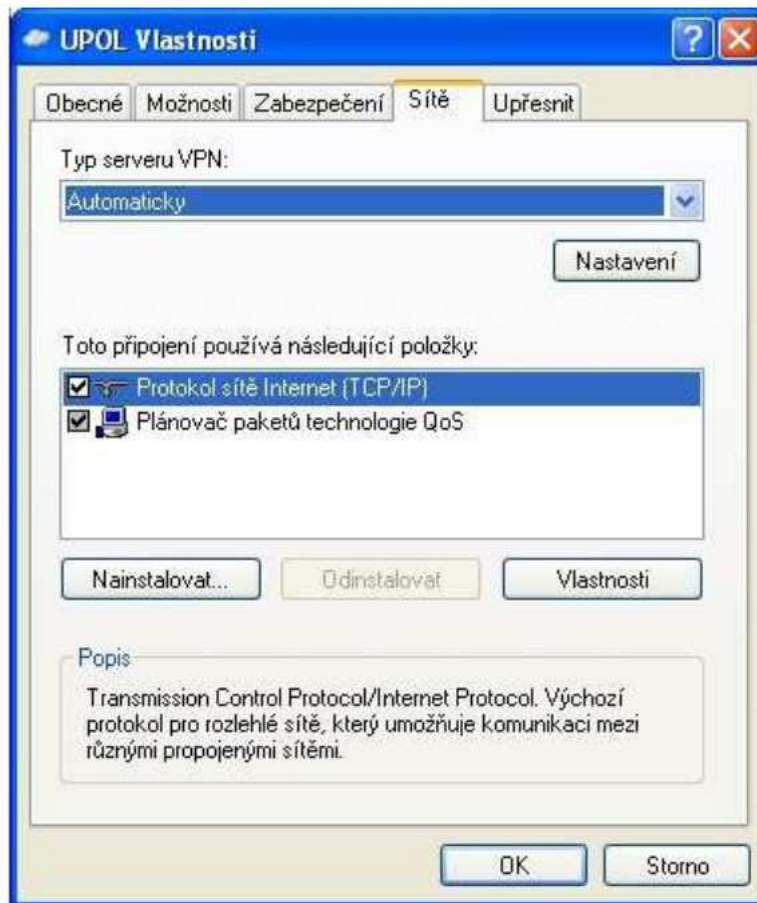 UPOL Vlastnosti
Obecné Možnosti Zabezpečení Sítě Upřesnit
Typ serveru VPN:
Automaticky
Nastavení
Toto připojení používá následující položky:
Protokol sítě Internet (TCP/IP)
Plánovač paketů technologie QoS
Nainstalovat... Odinstalovat Vlastnosti
Popis
Transmission Control Protocol/Internet Protocol. Výchozí
protokol pro rozlehlé sítě, který umožňuje komunikaci mezi
různými propojenými sítěmi.
OK Storno